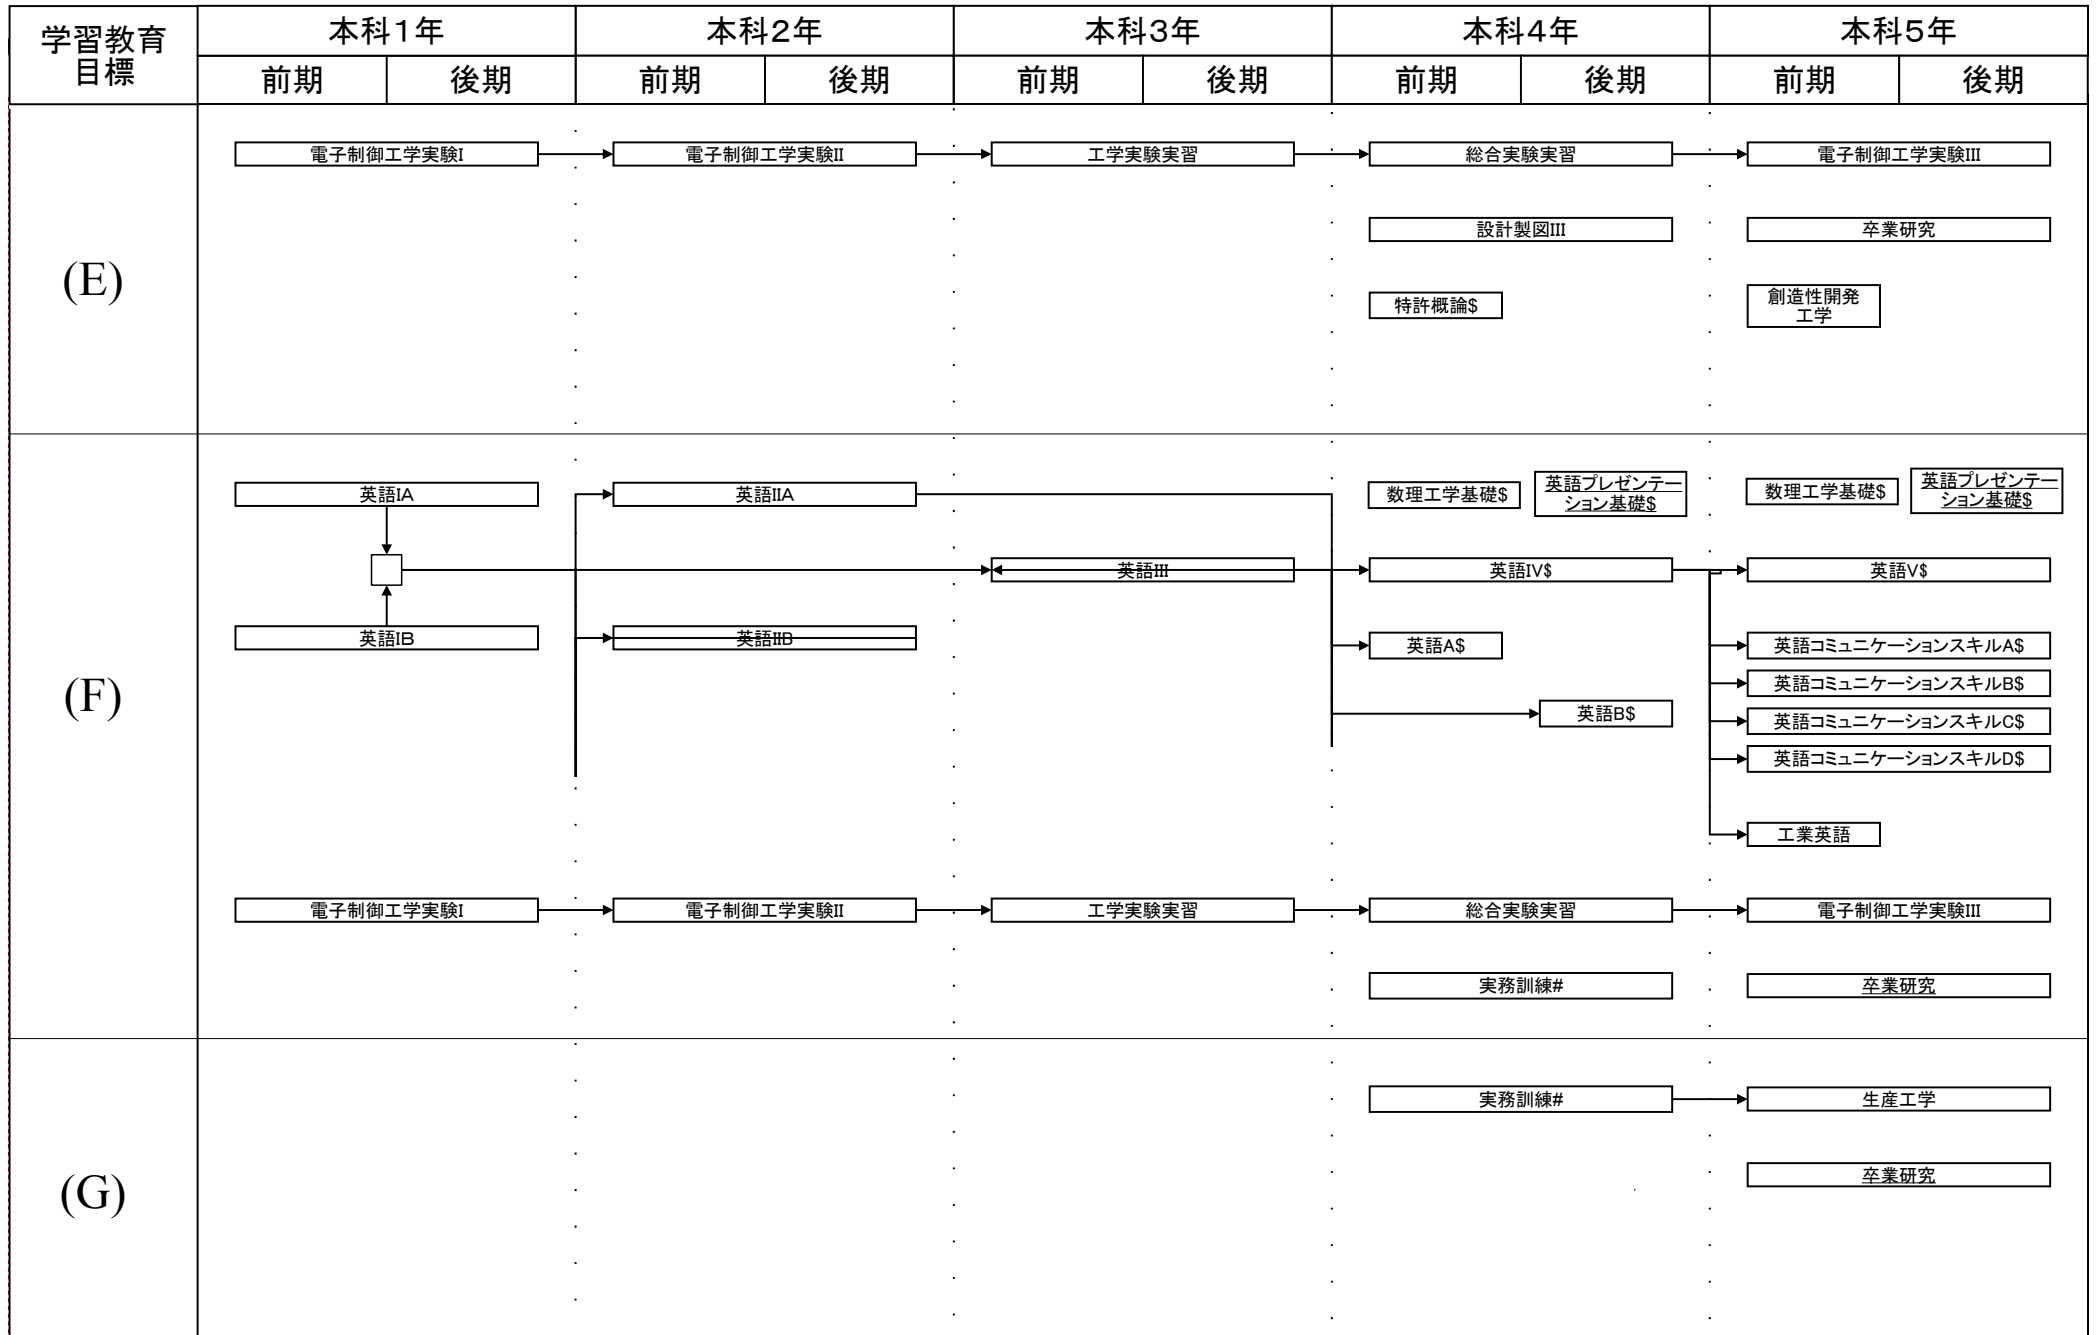 学習教育
目標
本科1年
本科2年
本科3年
本科4年
本科5年
前期
後期
前期
後期
前期
後期
前期
後期
前期
後期
(E)
電子制御工学実験I
電子制御工学実験II
工学実験実習
総合実験実習
電子制御工学実験III
設計製図III
卒業研究
特許概論$
創造性開発
工学
(F)
英語IA
英語IIA
数理工学基礎$
英語プレゼンテー
ション基礎$
数理工学基礎$
英語プレゼンテー
ション基礎$
英語III
英語IV$
英語V$
英語IB
英語IIB
英語A$
英語コミュニケーションスキルA$
英語コミュニケーションスキルB$
英語B$
英語コミュニケーションスキルC$
英語コミュニケーションスキルD$
工業英語
電子制御工学実験I
電子制御工学実験II
工学実験実習
総合実験実習
電子制御工学実験III
実務訓練#
卒業研究
(G)
実務訓練#
生産工学
卒業研究